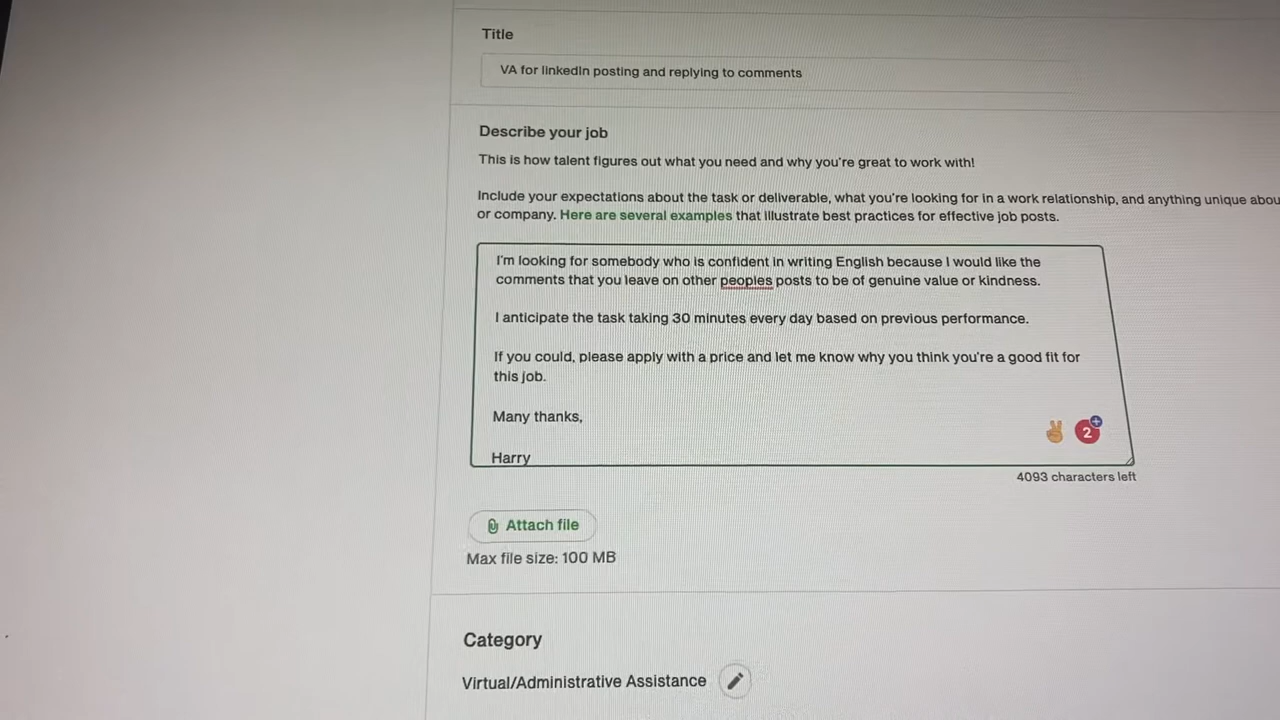 Title
VA for linkedIn posting and replying to comments
Describe your job
This is how talent figures out what you need and why you're great to work with!
Include your expectations about the task or deliverable, what you're looking for in a work relationship, and anything unique
or company. Here are several examples that illustrate best practices for effective job posts.
I'm looking for somebody who is confident in writing English because I would like the
comments that you leave on other peoples posts to be of genuine value or kindness.
I anticipate the task taking 30 minutes every day based on previous performance.
If you could, please apply with a price and let me know why you think you're a good fit for
this job.
Many thanks,
2
Harry
4093 characters left
Attach file
Max file size: 100 MB
Category
Virtual/Administrative Assistance